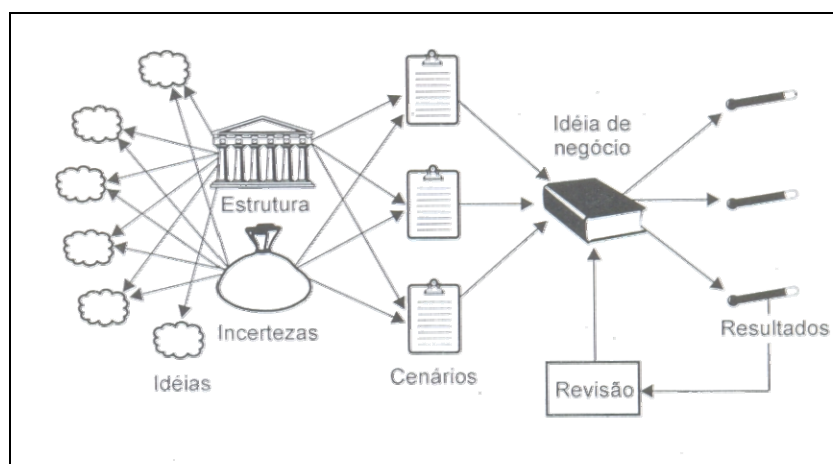 Idéia de
negócio
Estrutura
Incertezas
Resultados
Idéias
Cenários
Revisão